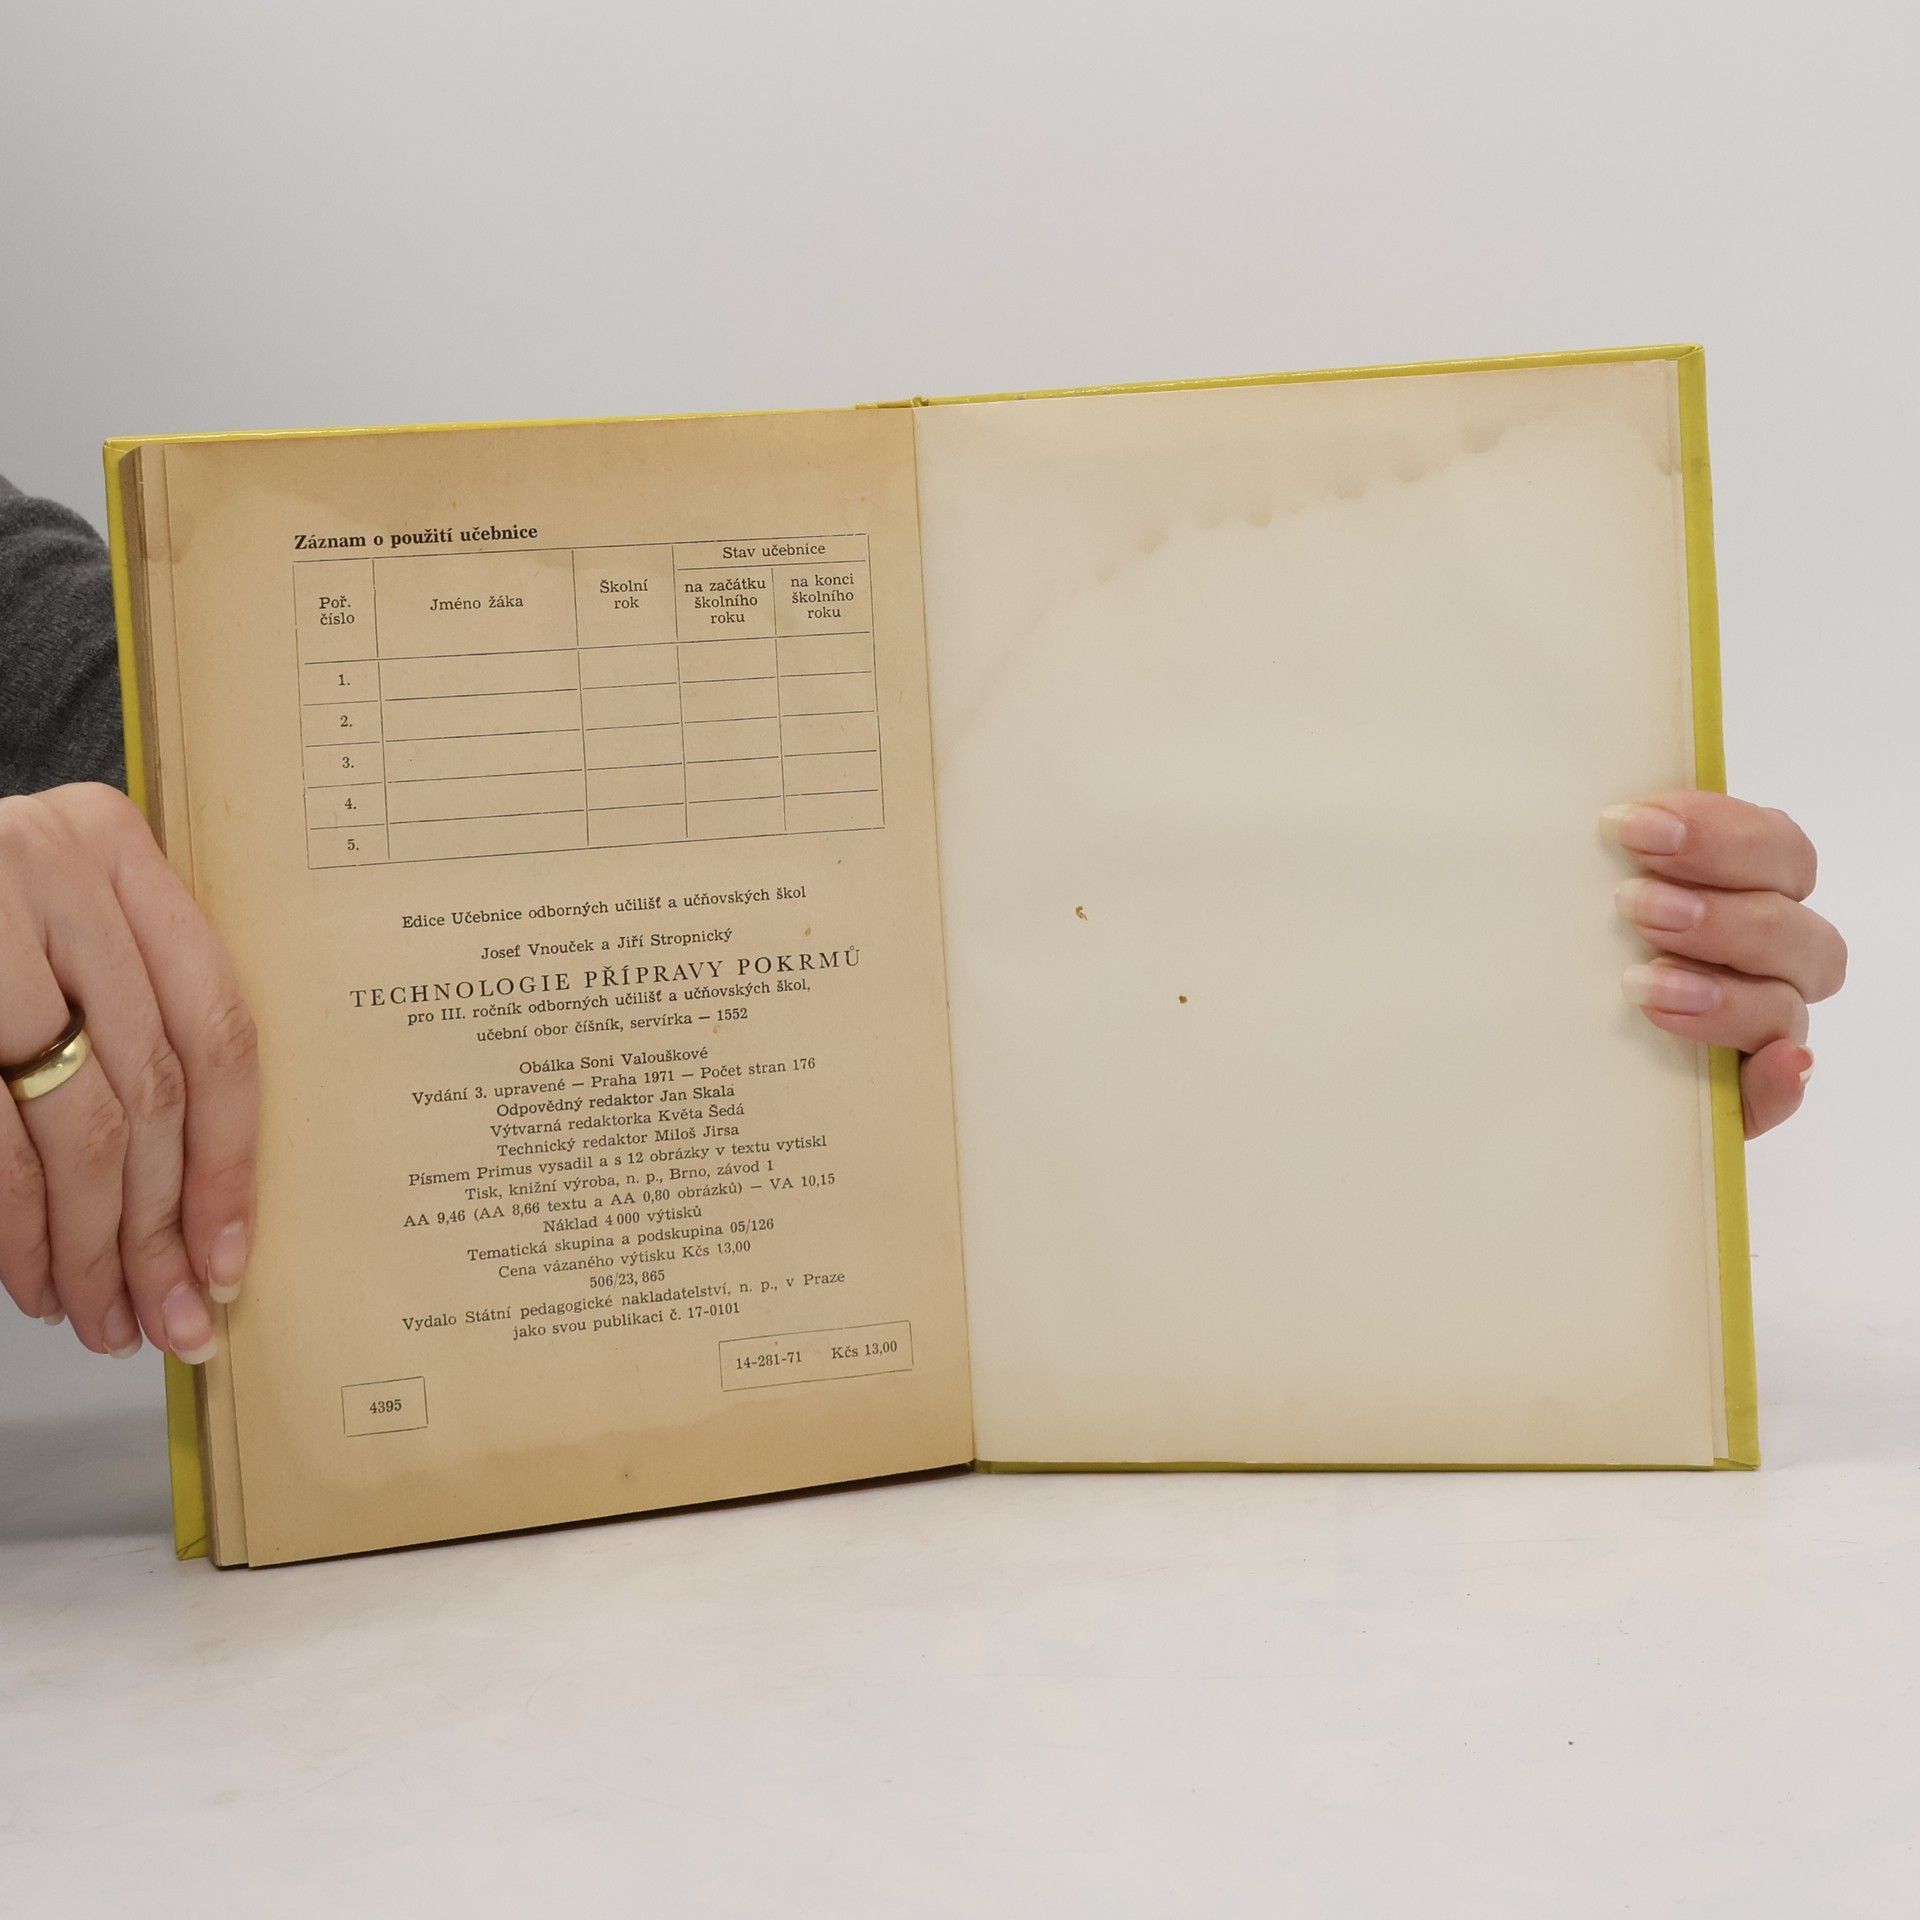 Záznam o použití učebnice
Poř. číslo
Jméno žáka
Školní rok
Stav učebnice
na začátku školního roku
na konci školního roku
1.
2.
3.
4.
5.
Edice Učebnice odborných učilišť a učňovských škol
Josef Vnouček a Jiří Stropnický
TECHNOLOGIE PŘÍPRAVY POKRMŮ
pro III. ročník odborných učilišť a učňovských škol,
učební obor číšník, servírka — 1552
Obálka Soni Valouškové
Vydání 3. upravené — Praha 1971 — Počet stran 176
Odpovědný redaktor Jan Skala
Výtvarná redaktorka Květa Šedá
Technický redaktor Miloš Jirsa
Písmem Primus vysadil a s 12 obrázky v textu vytiskl
Tisk, knižní výroba, n. p., Brno, závod 1
AA 9,46 (AA 8,66 textu a AA 0,80 obrázků) — VA 10,15
Náklad 4 000 výtisků
Tematická skupina a podskupina 05/126
Cena vázaného výtisku Kčs 13,00
506/23, 865
Vydalo Státní pedagogické nakladatelství, n. p., v Praze
jako svou publikaci č. 17-0101
14-281-71 Kčs 13,00
4395